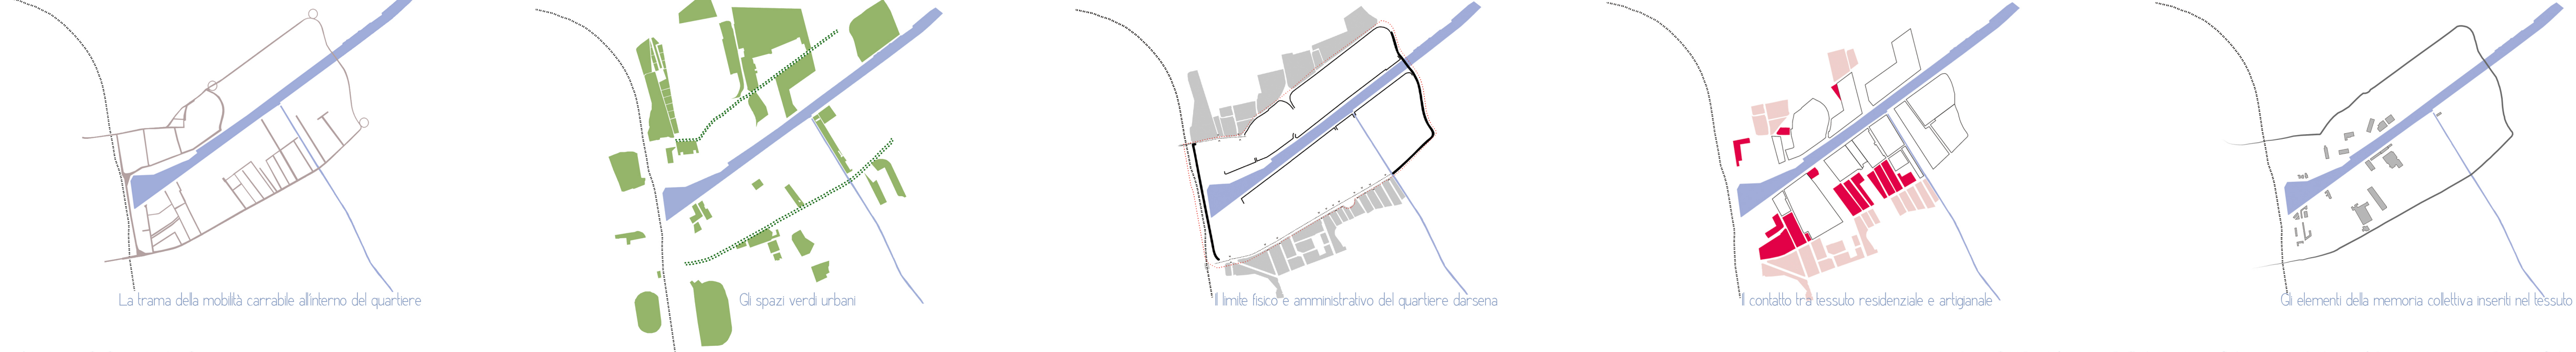 La trama della mobilità carrabile all'interno del quartiere
Gli spazi verdi urbani
Il limite fisico e amministrativo del quartiere darsena
Il contatto tra tessuto residenziale e artigianale
Gli elementi della memoria collettiva inseriti nel tessuto